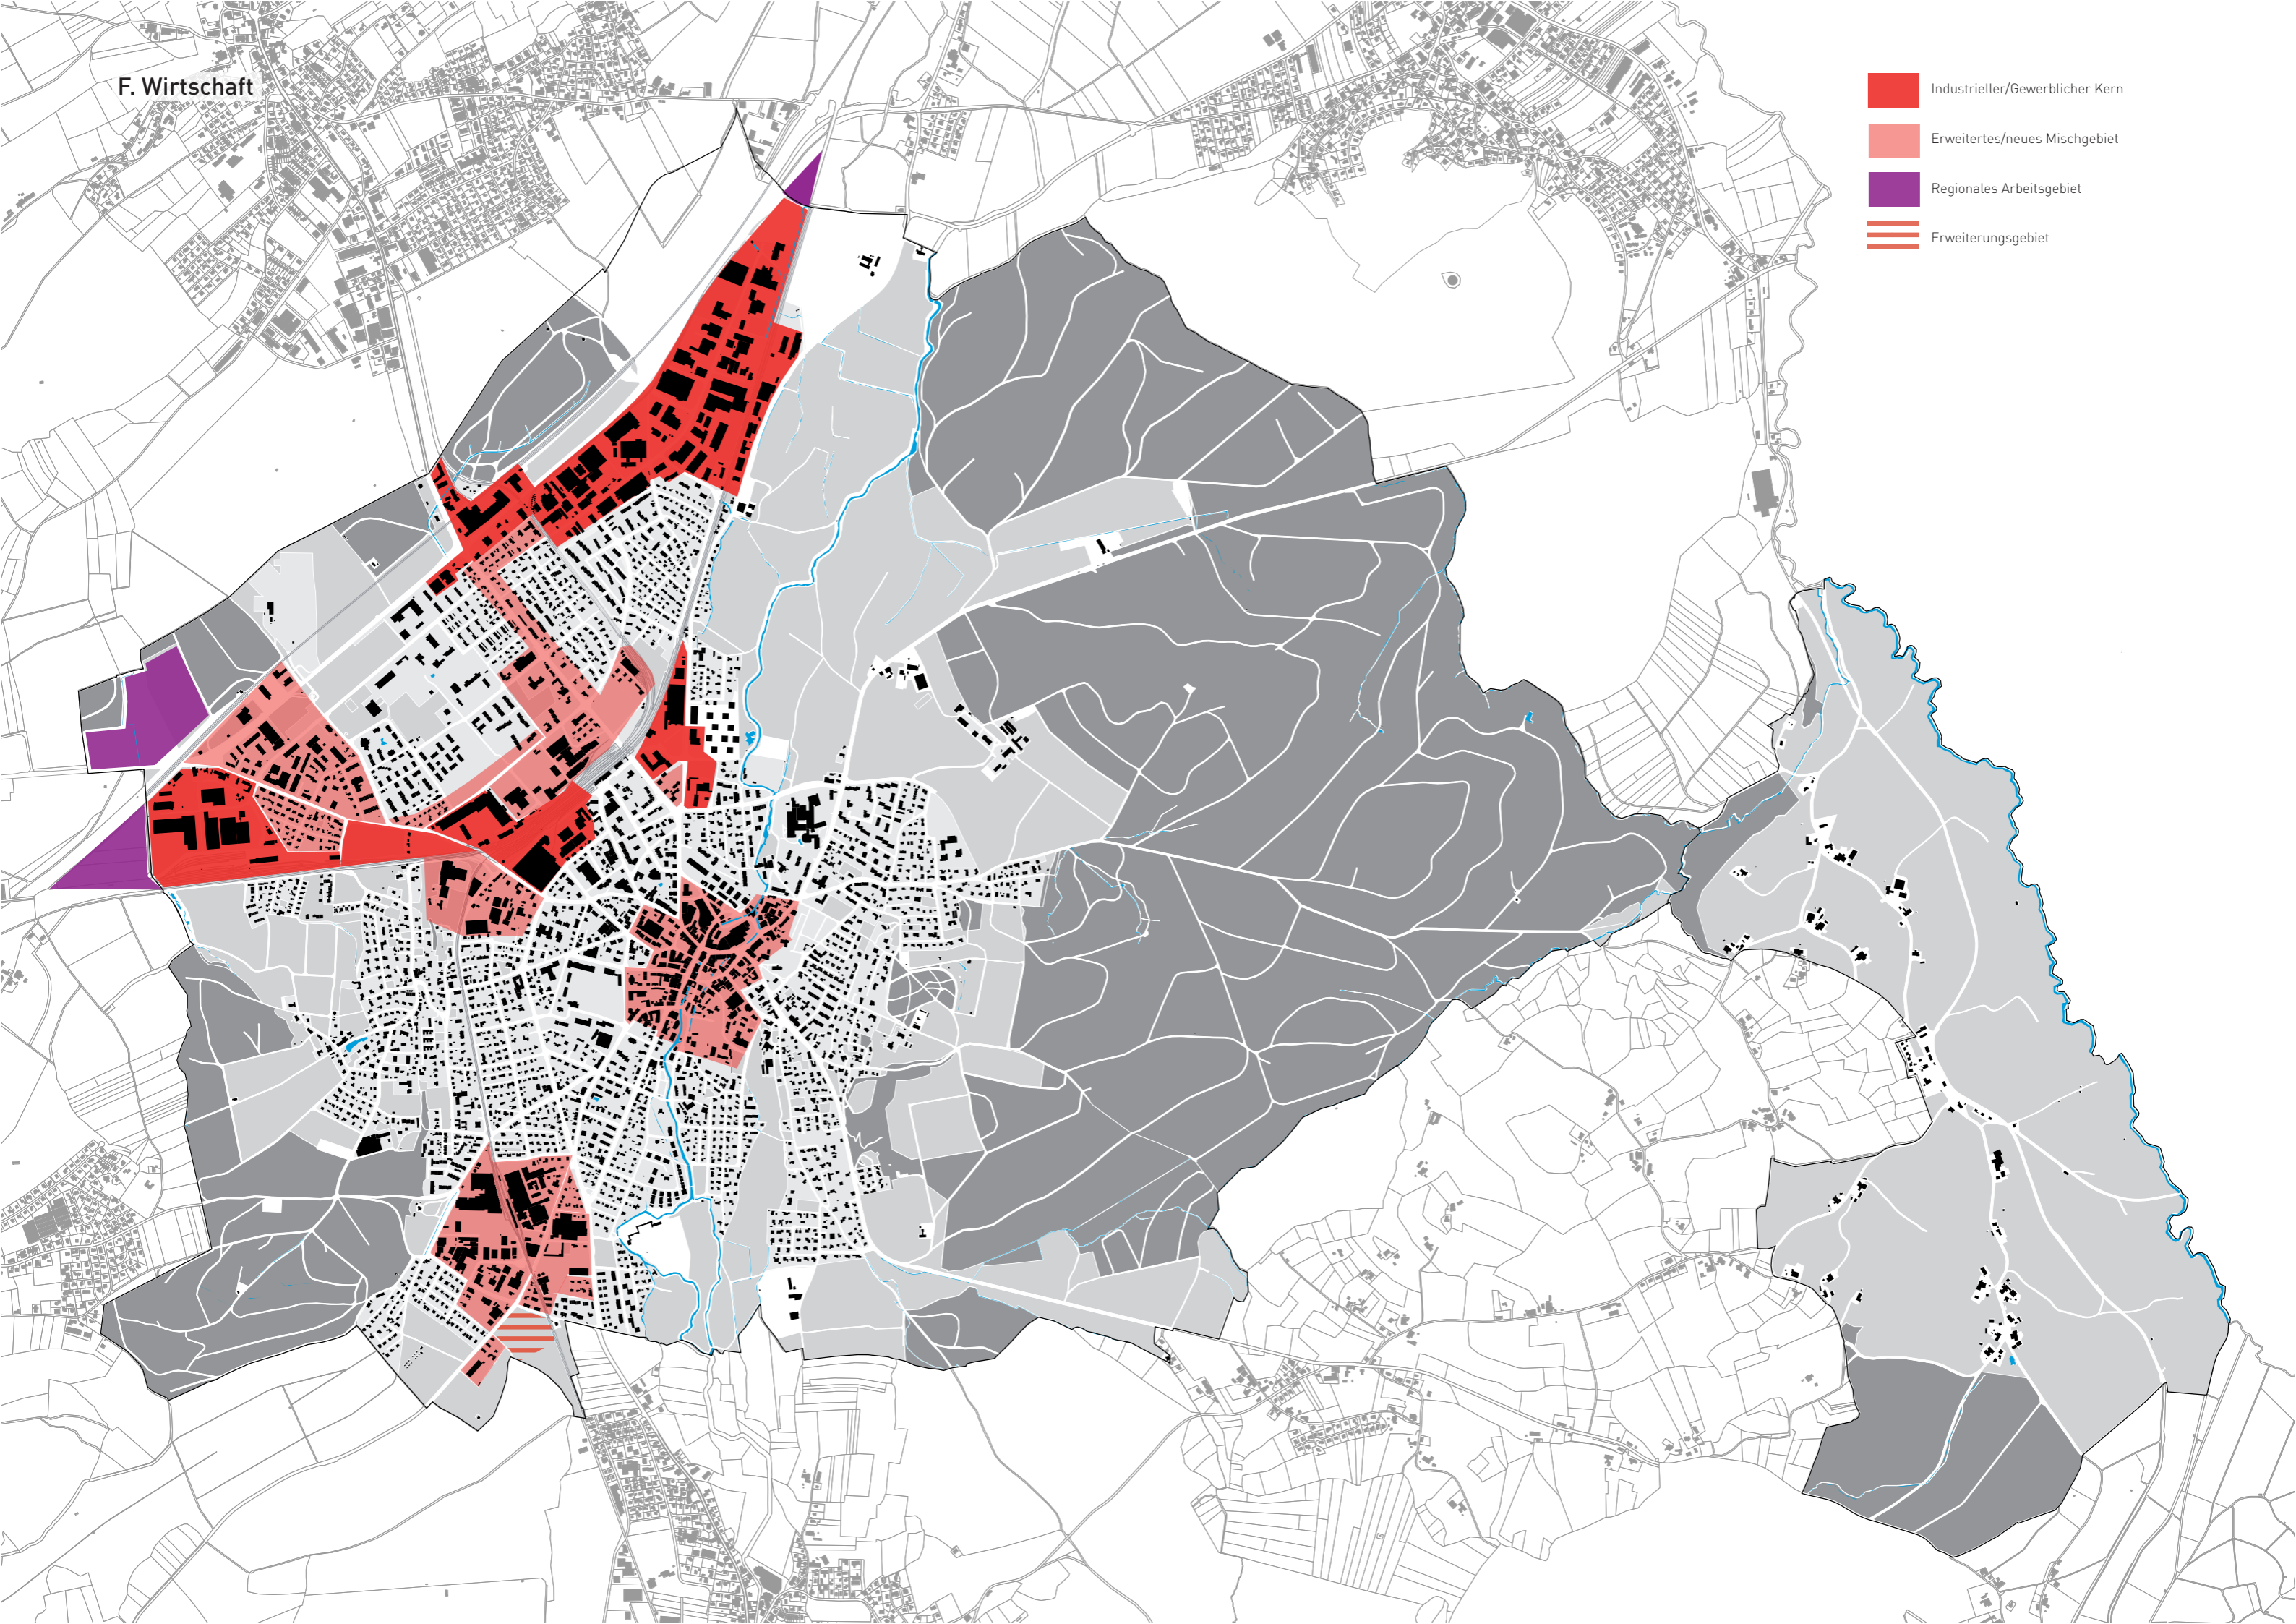 F. Wirtschaft
Industrieller/Gewerblicher Kern
Erweitertes/neues Mischgebiet
Regionales Arbeitsgebiet
Erweiterungsgebiet